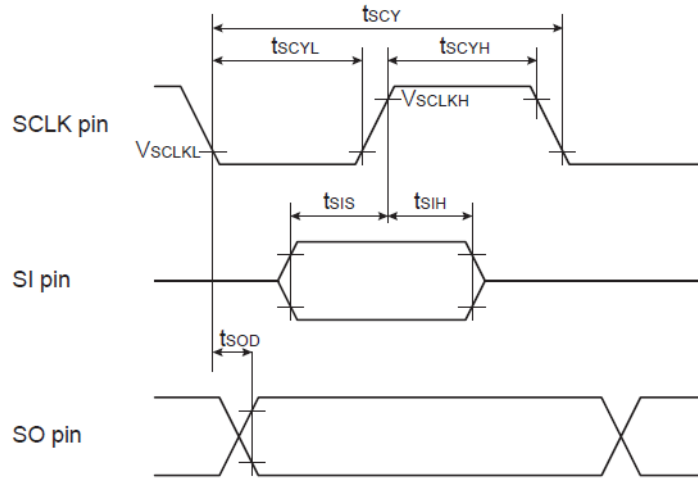 tSCY
tSCYL
tSCYH
SCLK pin
VSCLKH
VSCLKL
tSIS
tSIH
SI pin
tSOD
SO pin